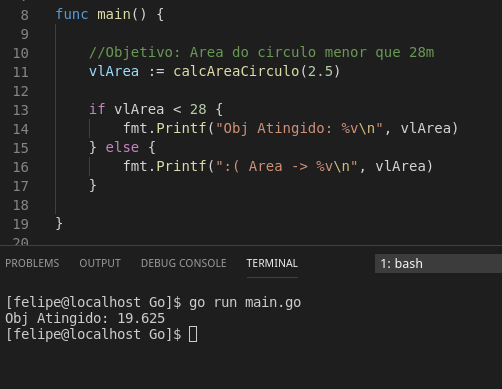 8 func main() {
9
10 //Objetivo: Area do circulo menor que 28m
11 vlArea := calcAreaCirculo(2.5)
12
13 if vlArea < 28 {
14 fmt.Printf("Obj Atingido: %v\n", vlArea)
15 } else {
16 fmt.Printf(":( Area -> %v\n", vlArea)
17 }
18
19 }
20
PROBLEMS OUTPUT DEBUG CONSOLE TERMINAL 1: bash
[felipe@localhost Go]$ go run main.go
Obj Atingido: 19.625
[felipe@localhost Go]$